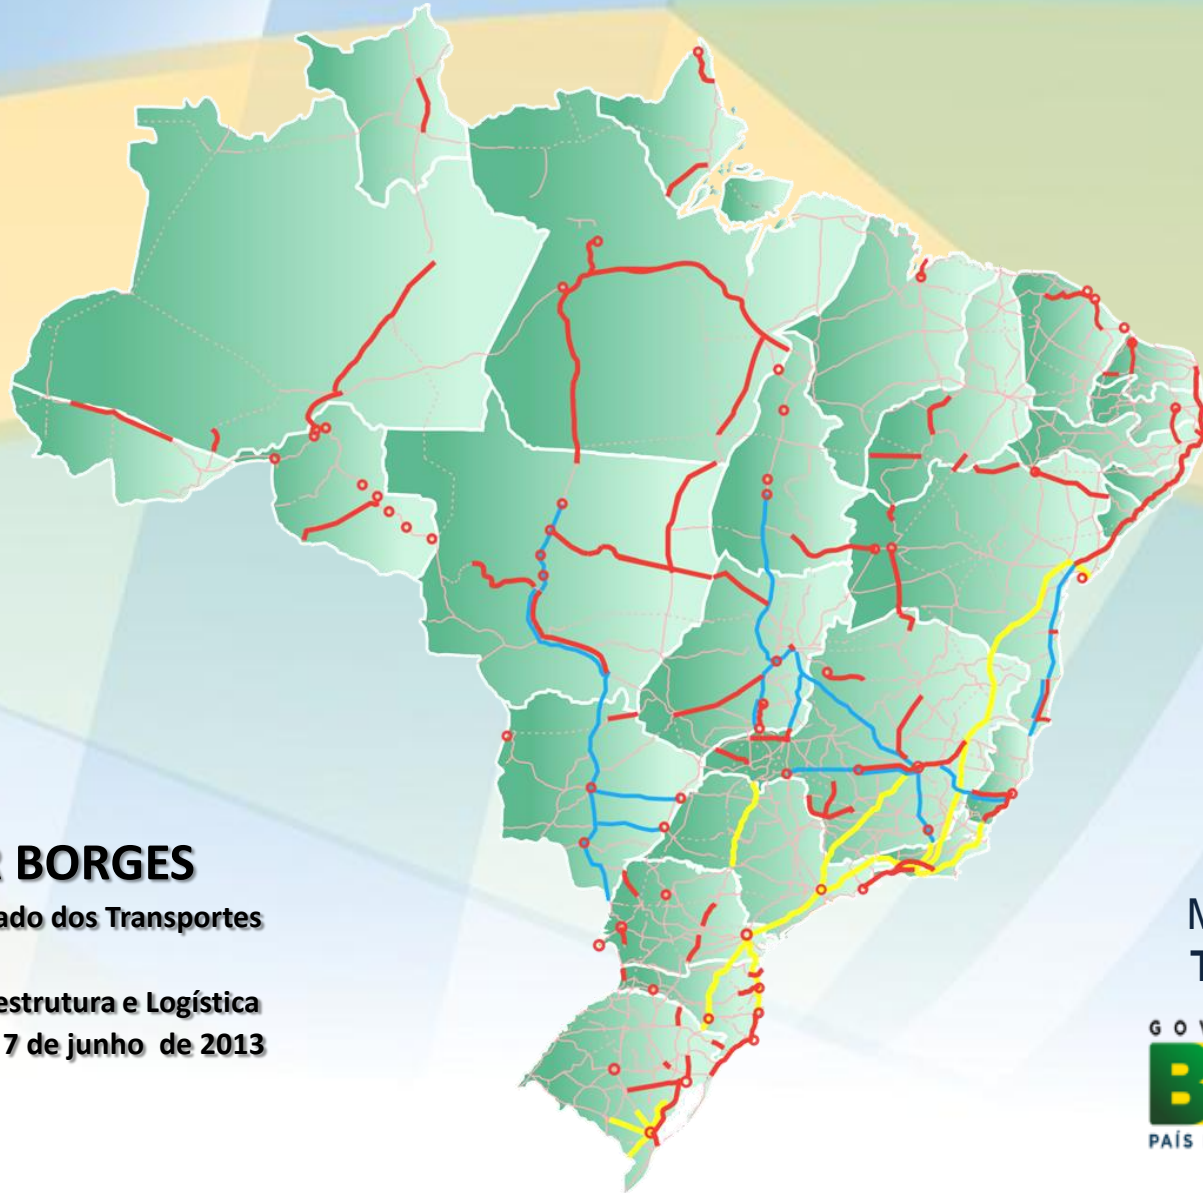 R BORGES
ado dos Transportes
estrutura e Logística
7 de junho de 2013
M
T
G O V
B
PAÍS